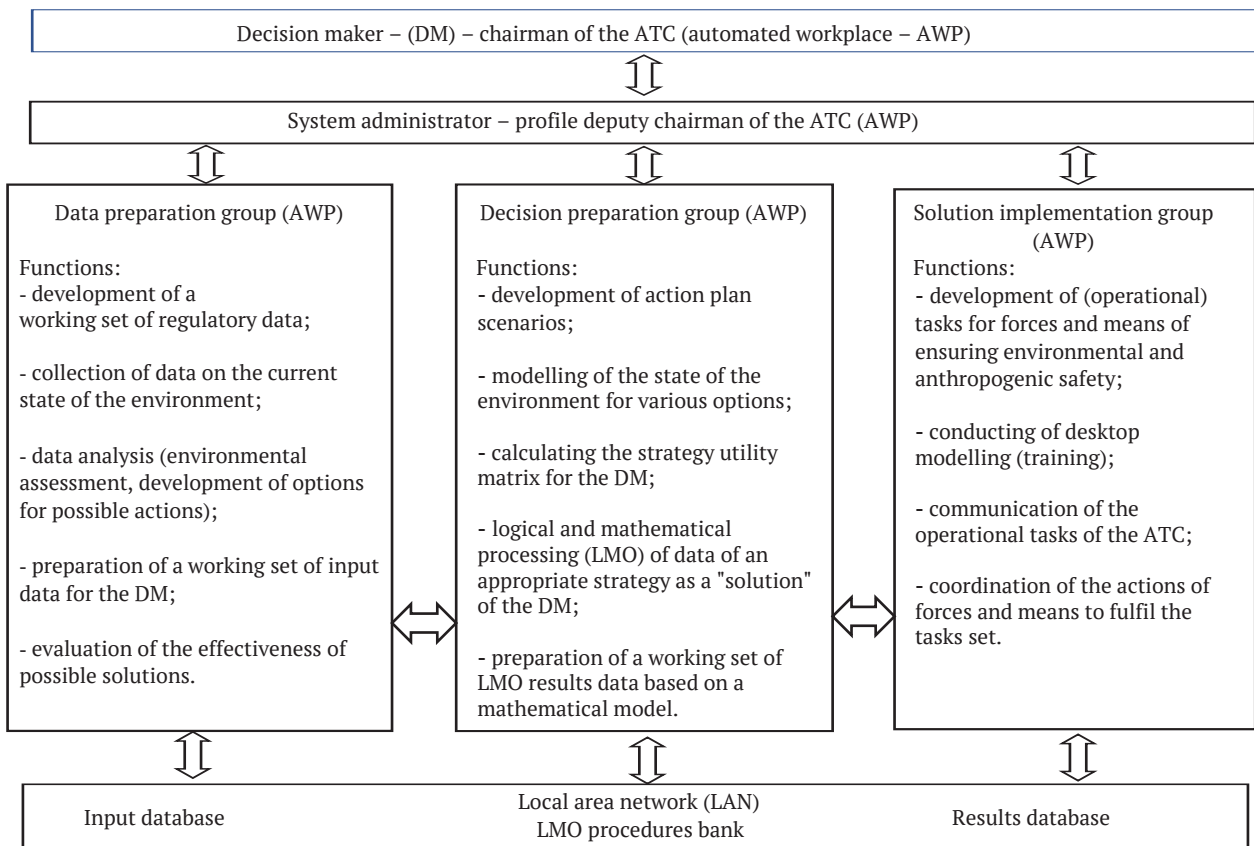 Decision maker – (DM) – chairman of the ATC (automated workplace – AWP)
System administrator – profile deputy chairman of the ATC (AWP)
Data preparation group (AWP)
Functions:
- development of a
working set of regulatory data;
- collection of data on the current
state of the environment;
- data analysis (environmental
assessment, development of options
for possible actions);
- preparation of a working set of input
data for the DM;
- evaluation of the effectiveness of
possible solutions.
Decision preparation group (AWP)
Functions:
- development of action plan
scenarios;
- modelling of the state of the
environment for various options;
- calculating the strategy utility
matrix for the DM;
- logical and mathematical
processing (LMO) of data of an
appropriate strategy as a "solution"
of the DM;
- preparation of a working set of
LMO results data based on a
mathematical model.
Solution implementation group
(AWP)
Functions:
- development of (operational)
tasks for forces and means of
ensuring environmental and
anthropogenic safety;
- conducting of desktop
modelling (training);
- communication of the
operational tasks of the ATC;
- coordination of the actions of
forces and means to fulfil the
tasks set.
Input database
Local area network (LAN)
LMO procedures bank
Results database